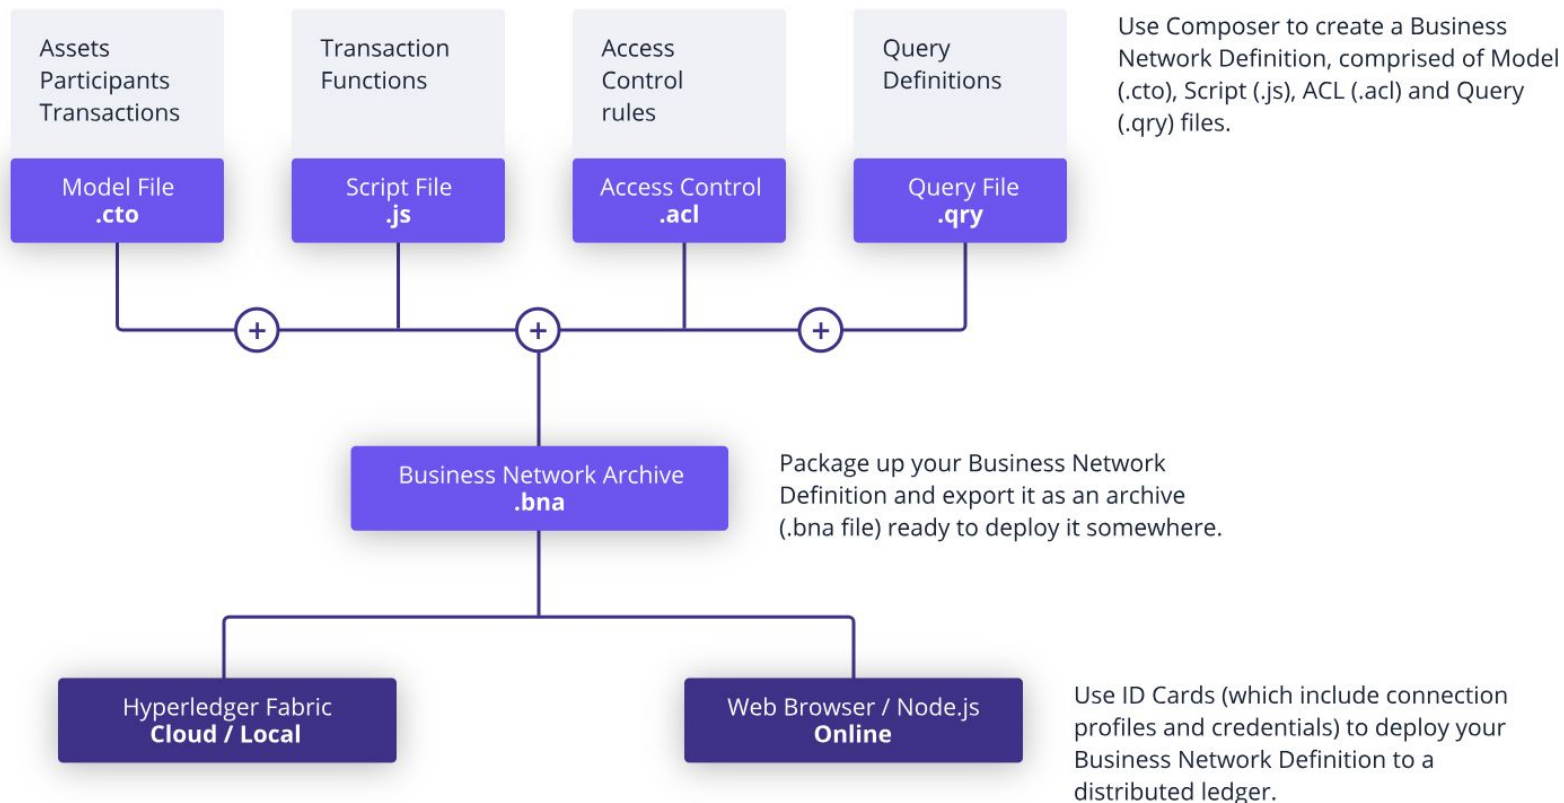 Assets
Participants
Transactions
Model File
.cto
Transaction
Functions
Script File
.js
Access
Control
rules
Access Control
.acl
Query
Definitions
Query File
.qry
Use Composer to create a Business
Network Definition, comprised of Model
(.cto), Script (.js), ACL (.acl) and Query
(.qry) files.
+
+
+
Business Network Archive
.bna
Package up your Business Network
Definition and export it as an archive
(.bna file) ready to deploy it somewhere.
Hyperledger Fabric
Cloud / Local
Web Browser / Node.js
Online
Use ID Cards (which include connection
profiles and credentials) to deploy your
Business Network Definition to a
distributed ledger.